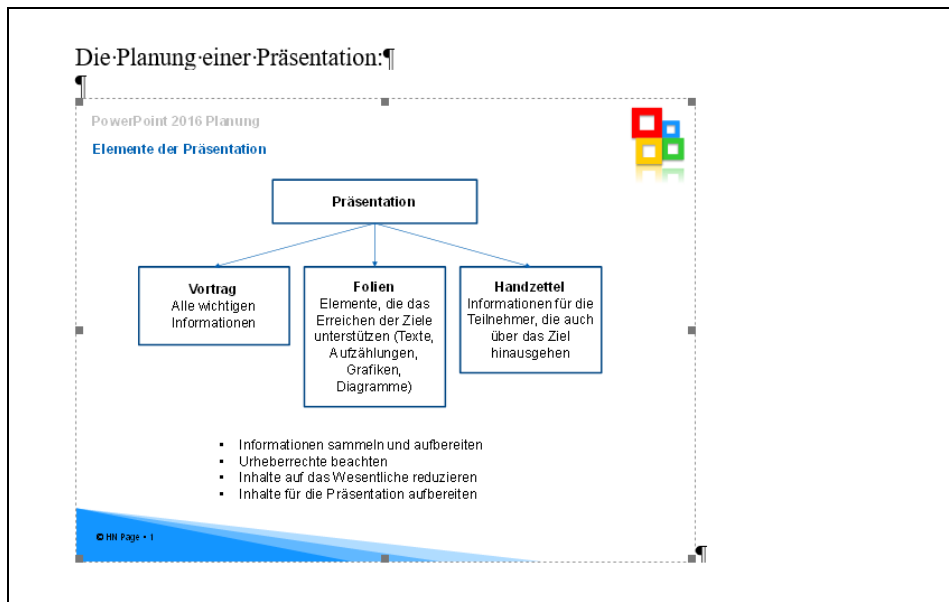 Die·Planung·einer·Präsentation:¶
¶
PowerPoint 2016 Planung
Elemente der Präsentation
Präsentation
Vortrag
Alle wichtigen
Informationen
Folien
Elemente, die das
Erreichen der Ziele
unterstützen (Texte,
Aufzählungen,
Grafiken,
Diagramme)
Handzettel
Informationen für die
Teilnehmer, die auch
über das Ziel
hinausgehen
▪ Informationen sammeln und aufbereiten
▪ Urheberrechte beachten
▪ Inhalte auf das Wesentliche reduzieren
▪ Inhalte für die Präsentation aufbereiten
© HN Page • 1
¶